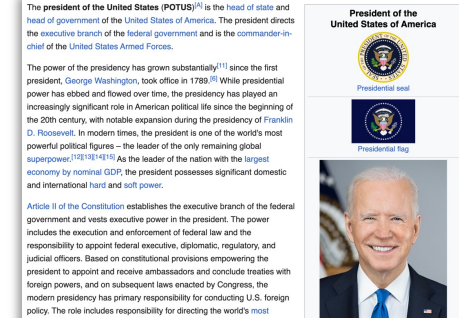 The president of the United States (POTUS)[A] is the head of state and
head of government of the United States of America. The president directs
the executive branch of the federal government and is the commander-in-
chief of the United States Armed Forces.
The power of the presidency has grown substantially[11] since the first
president, George Washington, took office in 1789.[6] While presidential
power has ebbed and flowed over time, the presidency has played an
increasingly significant role in American political life since the beginning of
the 20th century, with notable expansion during the presidency of Franklin
D. Roosevelt. In modern times, the president is one of the world's most
powerful political figures – the leader of the only remaining global
superpower.[12][13][14][15] As the leader of the nation with the largest
economy by nominal GDP, the president possesses significant domestic
and international hard and soft power.
Article II of the Constitution establishes the executive branch of the federal
government and vests executive power in the president. The power
includes the execution and enforcement of federal law and the
responsibility to appoint federal executive, diplomatic, regulatory, and
judicial officers. Based on constitutional provisions empowering the
president to appoint and receive ambassadors and conclude treaties with
foreign powers, and on subsequent laws enacted by Congress, the
modern presidency has primary responsibility for conducting U.S. foreign
policy. The role includes responsibility for directing the world's most
President of the
United States of America
Presidential seal
Presidential flag